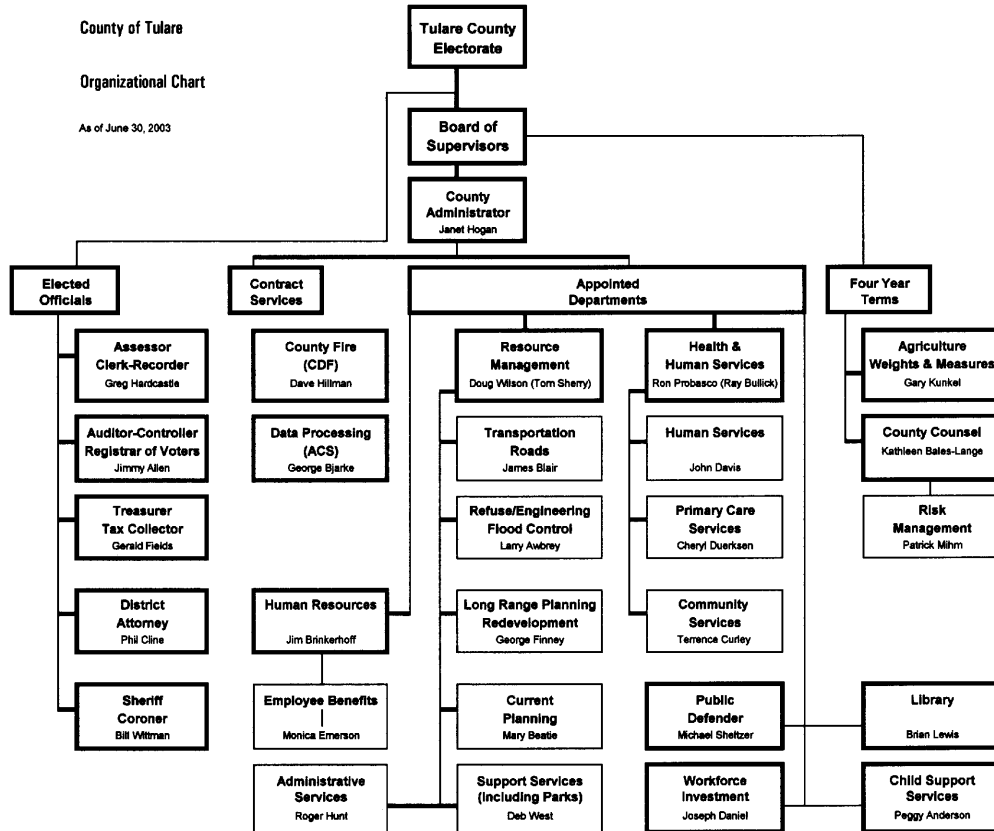 County of Tulare
Organizational Chart
As of June 30, 2003
Tulare County
Electorate
Board of
Supervisors
County
Administrator
Janet Hogan
Elected
Officials
Contract
Services
Appointed
Departments
Four Year
Terms
Assessor
Clerk-Recorder
Greg Hardcastle
County Fire
(CDF)
Dave Hillman
Resource
Management
Doug Wilson (Tom Sherry)
Health &
Human Services
Ron Probasco (Ray Bullick)
Agriculture
Weights & Measures
Gary Kunkel
Auditor-Controller
Registrar of Voters
Jimmy Allen
Data Processing
(ACS)
George Bjarke
Transportation
Roads
James Blair
Human Services
John Davis
County Counsel
Kathleen Bales-Lange
Treasurer
Tax Collector
Gerald Fields
Refuse/Engineering
Flood Control
Larry Awbrey
Primary Care
Services
Cheryl Duerksen
Risk
Management
Patrick Mihm
District
Attorney
Phil Cline
Human Resources
Jim Brinkerhoff
Long Range Planning
Redevelopment
George Finney
Community
Services
Terrence Curley
Sheriff
Coroner
Bill Wittman
Employee Benefits
Monica Emerson
Current
Planning
Mary Beatie
Public
Defender
Michael Sheltzer
Library
Brian Lewis
Administrative
Services
Roger Hunt
Support Services
(Including Parks)
Deb West
Workforce
Investment
Joseph Daniel
Child Support
Services
Peggy Anderson